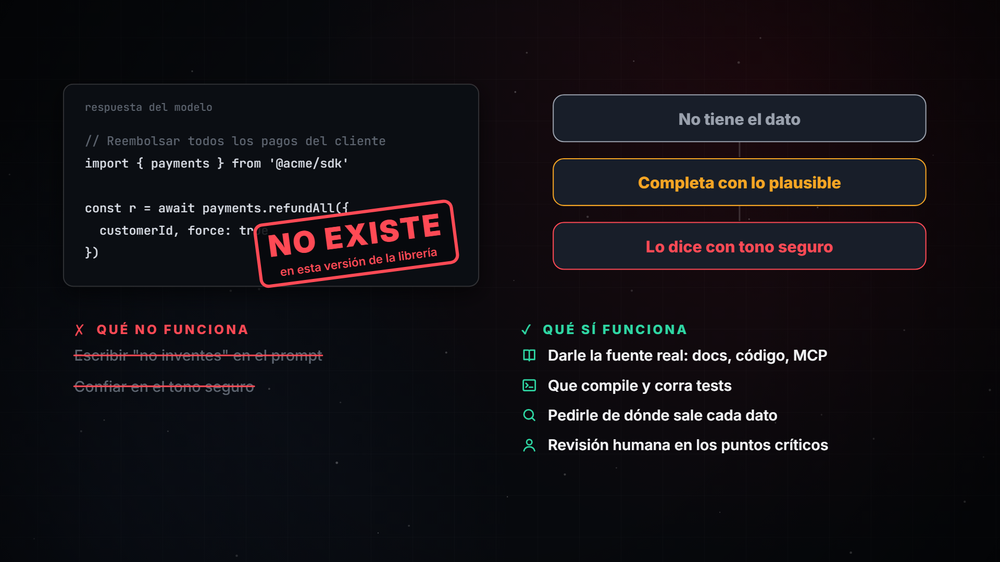 respuesta del modelo
// Reembolsar todos los pagos del cliente
import { payments } from '@acme/sdk'
const r = await payments.refundAll({
customerId, force: true
})
NO EXISTE
en esta versión de la librería
No tiene el dato
Completa con lo plausible
Lo dice con tono seguro
✗ QUÉ NO FUNCIONA
Escribir "no inventes" en el prompt
Confiar en el tono seguro
✓ QUÉ SÍ FUNCIONA
Darle la fuente real: docs, código, MCP
Que compile y corra tests
Pedirle de dónde sale cada dato
Revisión humana en los puntos críticos